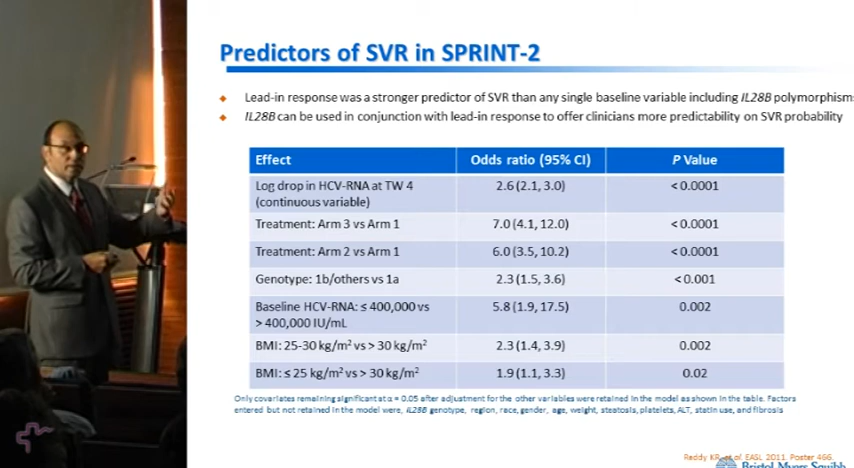 Predictors of SVR in SPRINT-2
Lead-in response was a stronger predictor of SVR than any single baseline variable including IL28B polymorphism
IL28B can be used in conjunction with lead-in response to offer clinicians more predictability on SVR probability
Effect Odds ratio (95% CI) P Value
Log drop in HCV-RNA at TW 4 2.6 (2.1, 3.0) < 0.0001
(continuous variable)
Treatment: Arm 3 vs Arm 1 7.0 (4.1, 12.0) < 0.0001
Treatment: Arm 2 vs Arm 1 6.0 (3.5, 10.2) < 0.0001
Genotype: 1b/others vs 1a 2.3 (1.5, 3.6) < 0.001
Baseline HCV-RNA: ≤ 400,000 vs 5.8 (1.9, 17.5) 0.002
> 400,000 IU/mL
BMI: 25-30 kg/m² vs > 30 kg/m² 2.3 (1.4, 3.9) 0.002
BMI: ≤ 25 kg/m² vs > 30 kg/m² 1.9 (1.1, 3.3) 0.02
Only covariates remaining significant at α = 0.05 after adjustment for the other variables were retained in the model as shown in the table. Factors
entered but not retained in the model were, IL28B genotype, region, race, gender, age, weight, steatosis, platelets, ALT, statin use, and fibrosis
Reddy KR, et al. EASL 2011. Poster 466.
Bristol-Myers Squibb